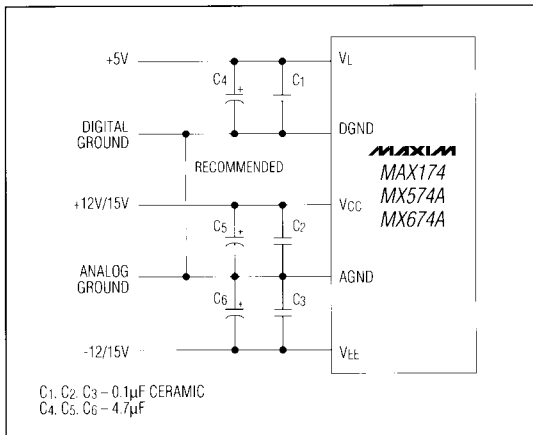 +5V
C4
+
C1
VL
DIGITAL
GROUND
DGND
RECOMMENDED
MAXIM
MAX174
MX574A
MX674A
+12V/15V
VCC
C5
+
C2
ANALOG
GROUND
AGND
C6
+
C3
-12/15V
VEE
C1. C2. C3 – 0.1µF CERAMIC
C4. C5. C6 – 4.7µF